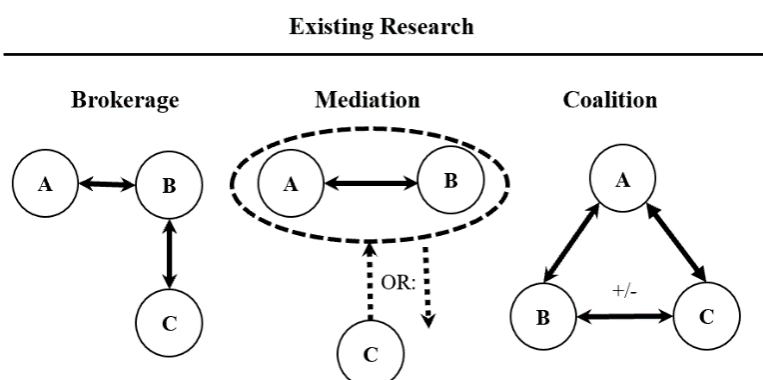 Existing Research
Brokerage
Mediation
Coalition
A
B
C
A
B
OR:
C
A
+/-
B
C